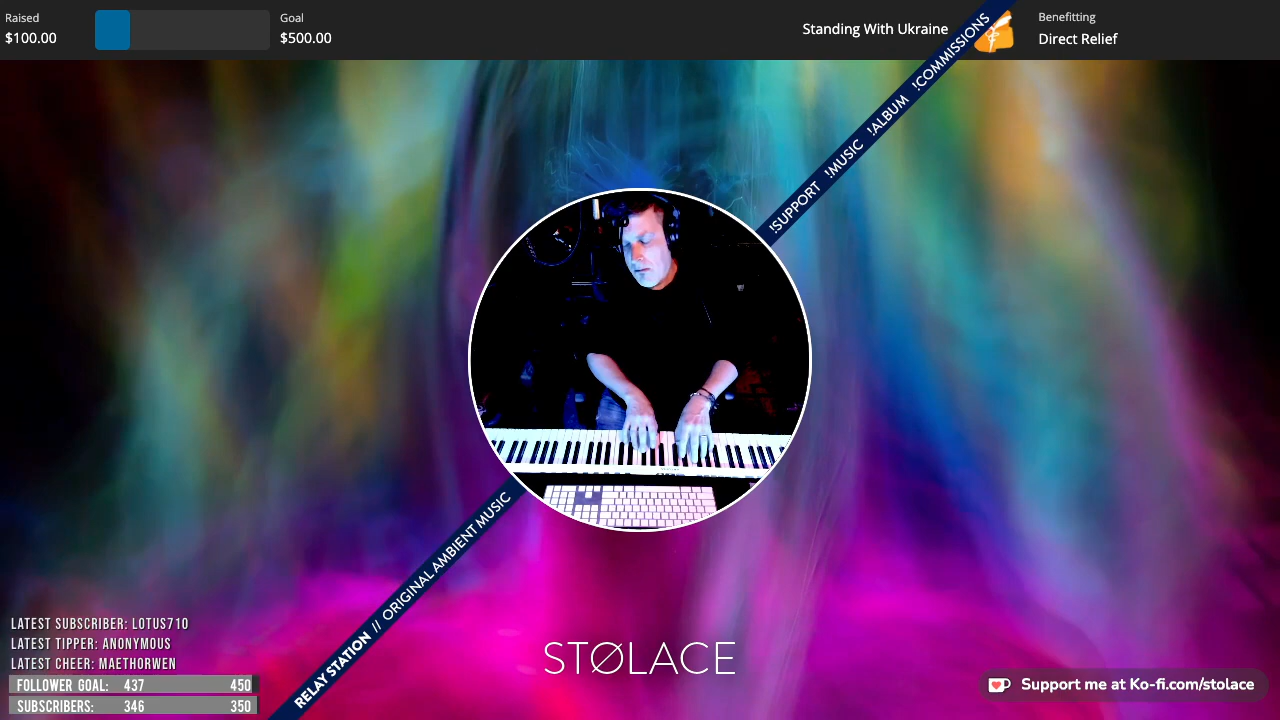 Raised
$100.00
Goal
$500.00
Standing With Ukraine
Benefitting
Direct Relief
!SUPPORT !MUSIC !ALBUM !COMMISSIONS
RELAY STATION // ORIGINAL AMBIENT MUSIC
STØLACE
LATEST SUBSCRIBER: LOTUS710
LATEST TIPPER: ANONYMOUS
LATEST CHEER: MAETHORWEN
FOLLOWER GOAL: 437 450
SUBSCRIBERS: 346 350
Support me at Ko-fi.com/stolace